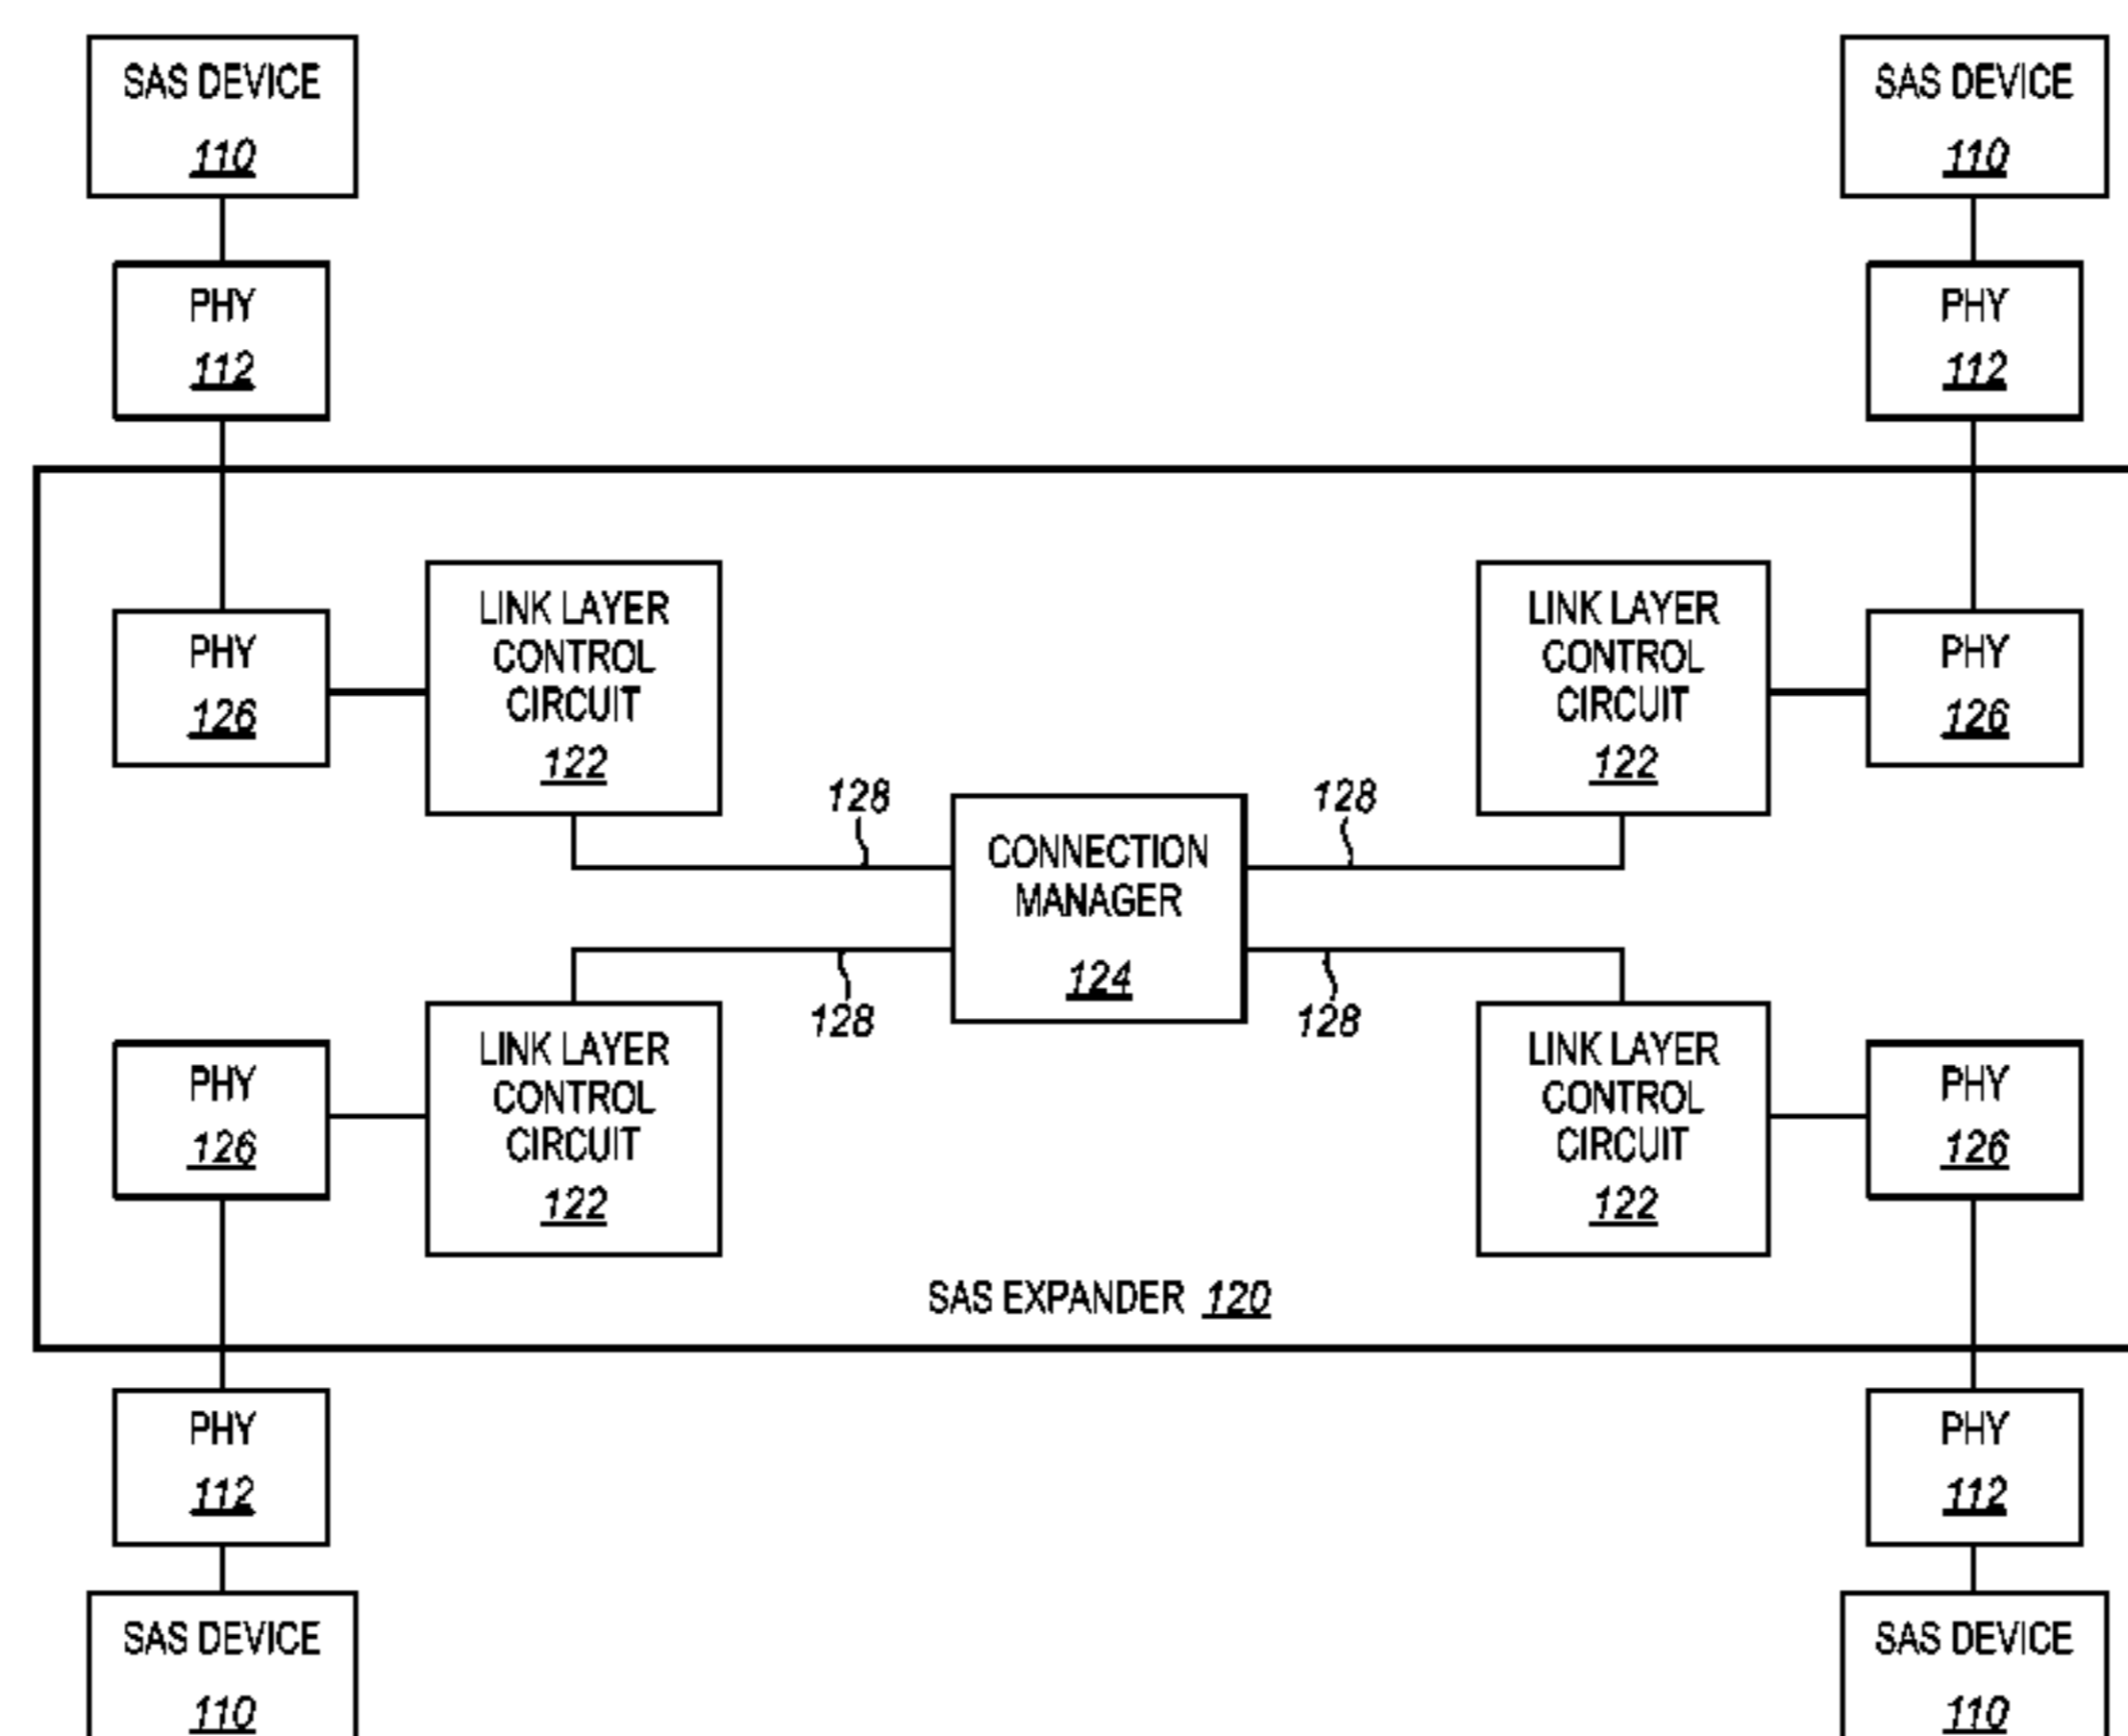 SAS DEVICE
110
SAS DEVICE
110
PHY
112
PHY
112
PHY
126
LINK LAYER
CONTROL
CIRCUIT
122
LINK LAYER
CONTROL
CIRCUIT
122
PHY
126
128
128
CONNECTION
MANAGER
124
128
128
PHY
126
LINK LAYER
CONTROL
CIRCUIT
122
LINK LAYER
CONTROL
CIRCUIT
122
PHY
126
SAS EXPANDER 120
PHY
112
PHY
112
SAS DEVICE
110
SAS DEVICE
110